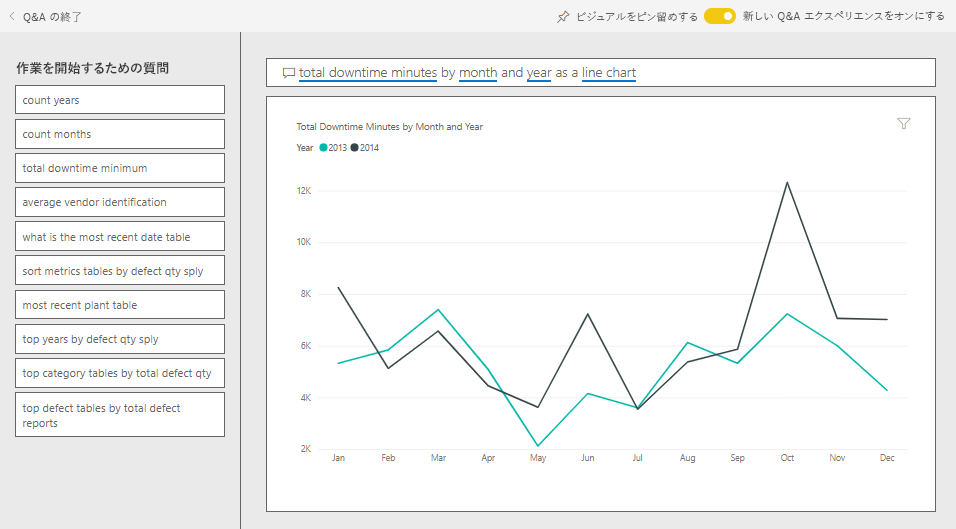 Q&A の終了
ビジュアルをピン留めする
新しい Q&A エクスペリエンスをオンにする
作業を開始するための質問
count years
count months
total downtime minimum
average vendor identification
what is the most recent date table
sort metrics tables by defect qty sply
most recent plant table
top years by defect qty sply
top category tables by total defect qty
top defect tables by total defect
reports
total downtime minutes by month and year as a line chart
Total Downtime Minutes by Month and Year
Year 2013 2014
12K
10K
8K
6K
4K
2K
Jan Feb Mar Apr May Jun Jul Aug Sep Oct Nov Dec